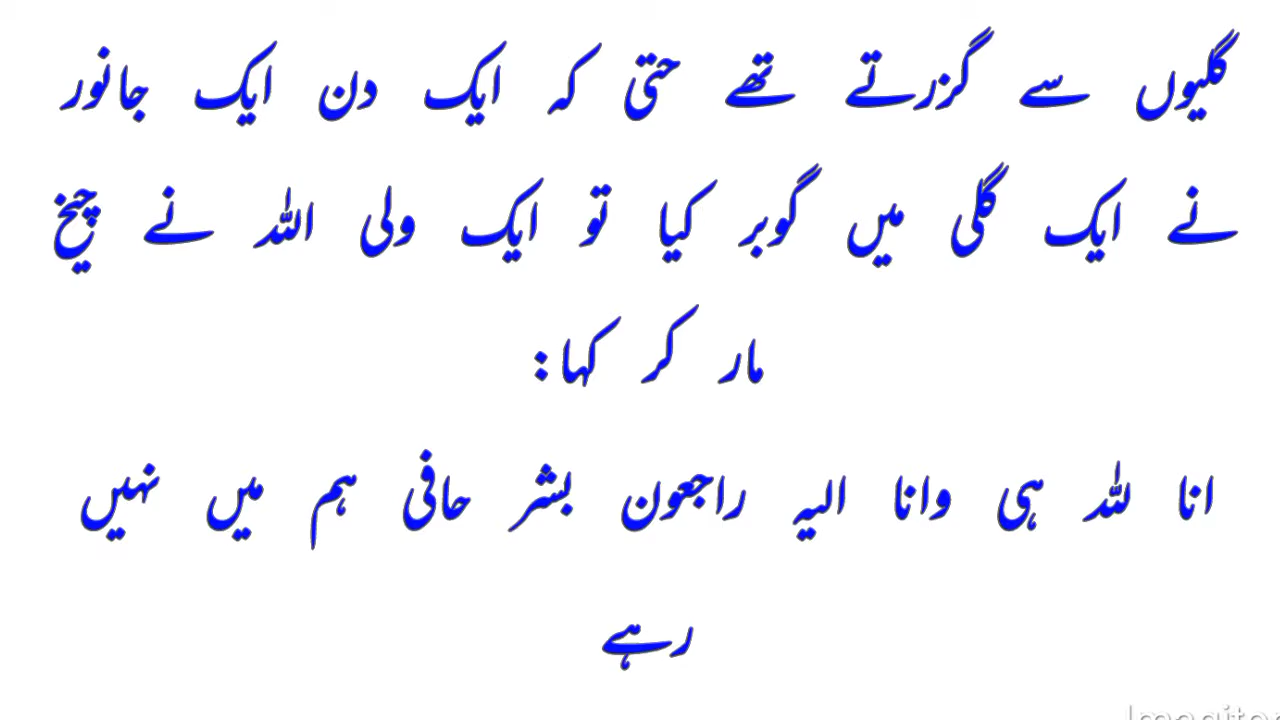 گلیوں سے گزرتے تھے حتی کہ ایک دن ایک جانور
نے ایک گلی میں گوبر کیا تو ایک ولی اللہ نے چیخ
مار کر کہا:
انا للہ ہی وانا الیہ راجعون بشر حافی ہم میں نہیں
رہے